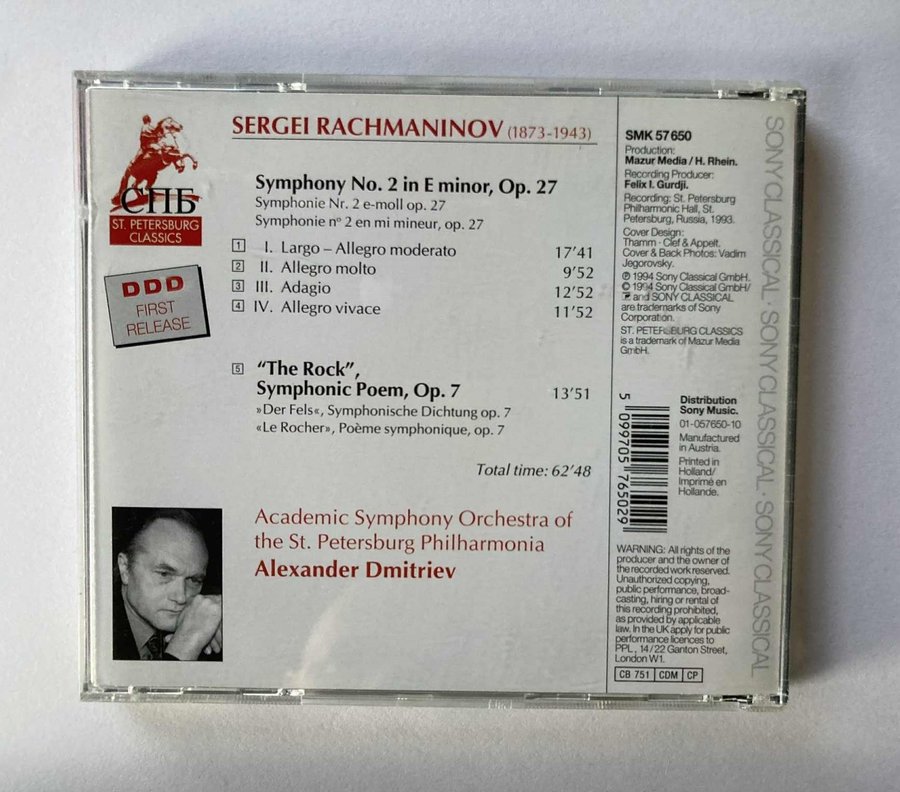 СПБ
ST. PETERSBURG
CLASSICS
DDD
FIRST
RELEASE
SERGEI RACHMANINOV (1873-1943)
Symphony No. 2 in E minor, Op. 27
Symphonie Nr. 2 e-moll op. 27
Symphonie nº 2 en mi mineur, op. 27
1 I. Largo – Allegro moderato 17'41
2 II. Allegro molto 9'52
3 III. Adagio 12'52
4 IV. Allegro vivace 11'52
5 "The Rock",
Symphonic Poem, Op. 7 13'51
»Der Fels«, Symphonische Dichtung op. 7
«Le Rocher», Poème symphonique, op. 7
Total time: 62'48
Academic Symphony Orchestra of
the St. Petersburg Philharmonia
Alexander Dmitriev
SMK 57 650
Production:
Mazur Media / H. Rhein.
Recording Producer:
Felix I. Gurdji.
Recording: St. Petersburg
Philharmonic Hall, St.
Petersburg, Russia, 1993.
Cover Design:
Thamm · Clef & Appelt.
Cover & Back Photos: Vadim
Jegorovsky.
℗ 1994 Sony Classical GmbH.
© 1994 Sony Classical GmbH/
and SONY CLASSICAL
are trademarks of Sony
Corporation.
ST. PETERSBURG CLASSICS
is a trademark of Mazur Media
GmbH.
5 099705 765029
Distribution
Sony Music.
01-057650-10
Manufactured
in Austria.
Printed in
Holland/
Imprimé en
Hollande.
WARNING: All rights of the
producer and the owner of
the recorded work reserved.
Unauthorized copying,
public performance, broad-
casting, hiring or rental of
this recording prohibited,
as provided by applicable
law. In the UK apply for public
performance licences to
PPL, 14/22 Ganton Street,
London W1.
CB 751 CDM CP
SONY CLASSICAL · SONY CLASSICAL · SONY CLASSICAL